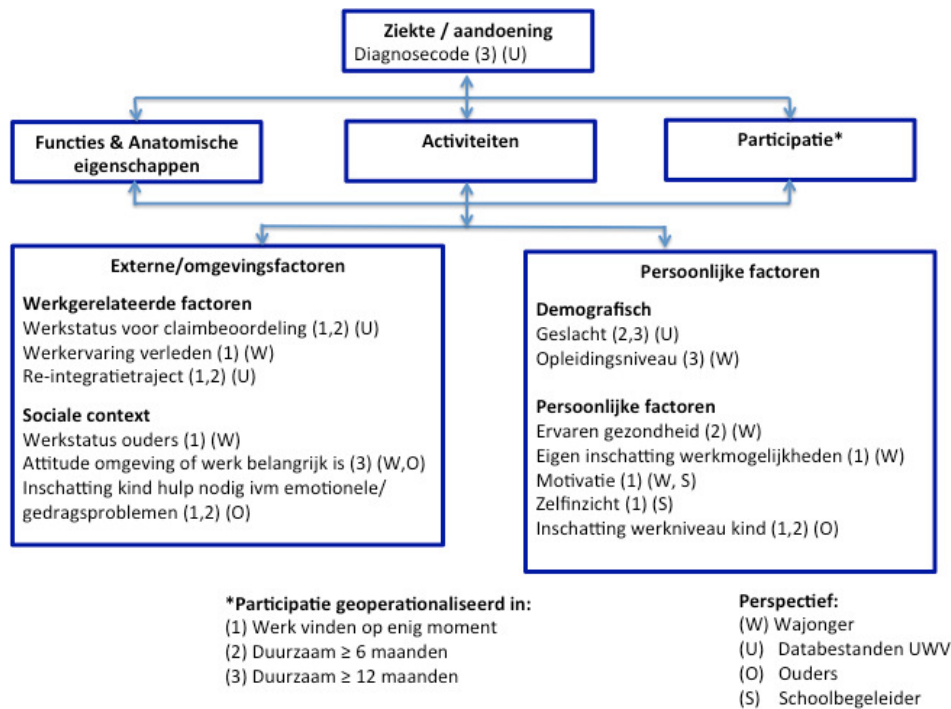 Ziekte / aandoening
Diagnosecode (3) (U)
Functies & Anatomische
eigenschappen
Activiteiten
Participatie*
Externe/omgevingsfactoren
Werkgerelateerde factoren
Werkstatus voor claimbeoordeling (1,2) (U)
Werkervaring verleden (1) (W)
Re-integratietraject (1,2) (U)
Sociale context
Werkstatus ouders (1) (W)
Attitude omgeving of werk belangrijk is (3) (W,O)
Inschatting kind hulp nodig ivm emotionele/
gedragsproblemen (1,2) (O)
Persoonlijke factoren
Demografisch
Geslacht (2,3) (U)
Opleidingsniveau (3) (W)
Persoonlijke factoren
Ervaren gezondheid (2) (W)
Eigen inschatting werkmogelijkheden (1) (W)
Motivatie (1) (W, S)
Zelfinzicht (1) (S)
Inschatting werkniveau kind (1,2) (O)
*Participatie geoperationaliseerd in:
(1) Werk vinden op enig moment
(2) Duurzaam ≥ 6 maanden
(3) Duurzaam ≥ 12 maanden
Perspectief:
(W) Wajonger
(U) Databestanden UWV
(O) Ouders
(S) Schoolbegeleider